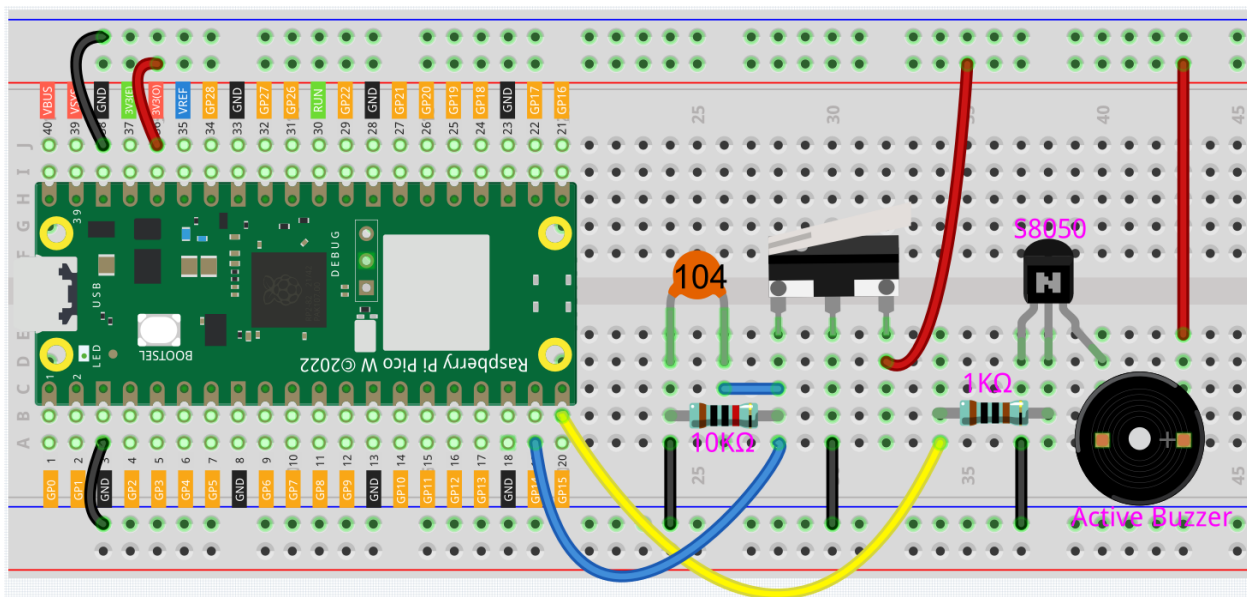 VBUS VSYS GND 3V3(E) 3V3(O) VREF GP28 GND GP27 GP26 RUN GP22 GND GP21 GP20 GP19 GP18 GND GP17 GP16
40 39 38 37 36 35 34 33 32 31 30 29 28 27 26 25 24 23 22 21
25 35 40 45
J
I
H
G
F
39
DEBUG
S8050
N
104
USB
E
D
C
B
A
LED
BOOTSEL
Raspberry Pi Pico W ©2022
1 2
1KΩ
10KΩ
+
1 2 3 4 5 6 7 8 9 10 11 12 13 14 15 16 17 18 20
GP0 GP1 GND GP2 GP3 GP4 GP5 GND GP6 GP7 GP8 GP9 GND GP10 GP11 GP12 GP13 GND GP14 GP15
25 35 45
Active Buzzer